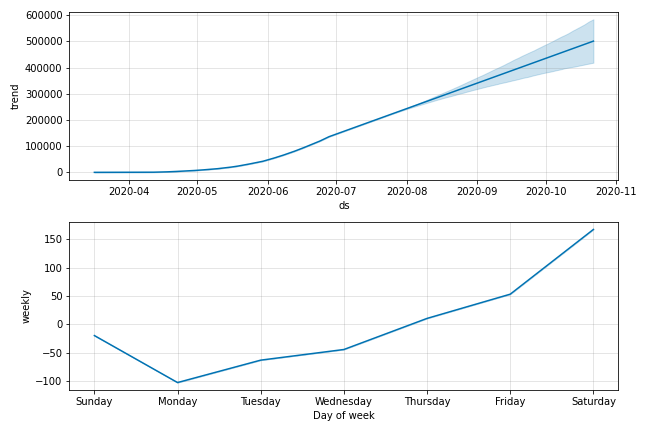 600000
500000
400000
300000
200000
100000
0
trend
2020-04 2020-05 2020-06 2020-07 2020-08 2020-09 2020-10 2020-11
ds
150
100
50
0
−50
−100
weekly
Sunday Monday Tuesday Wednesday Thursday Friday Saturday
Day of week